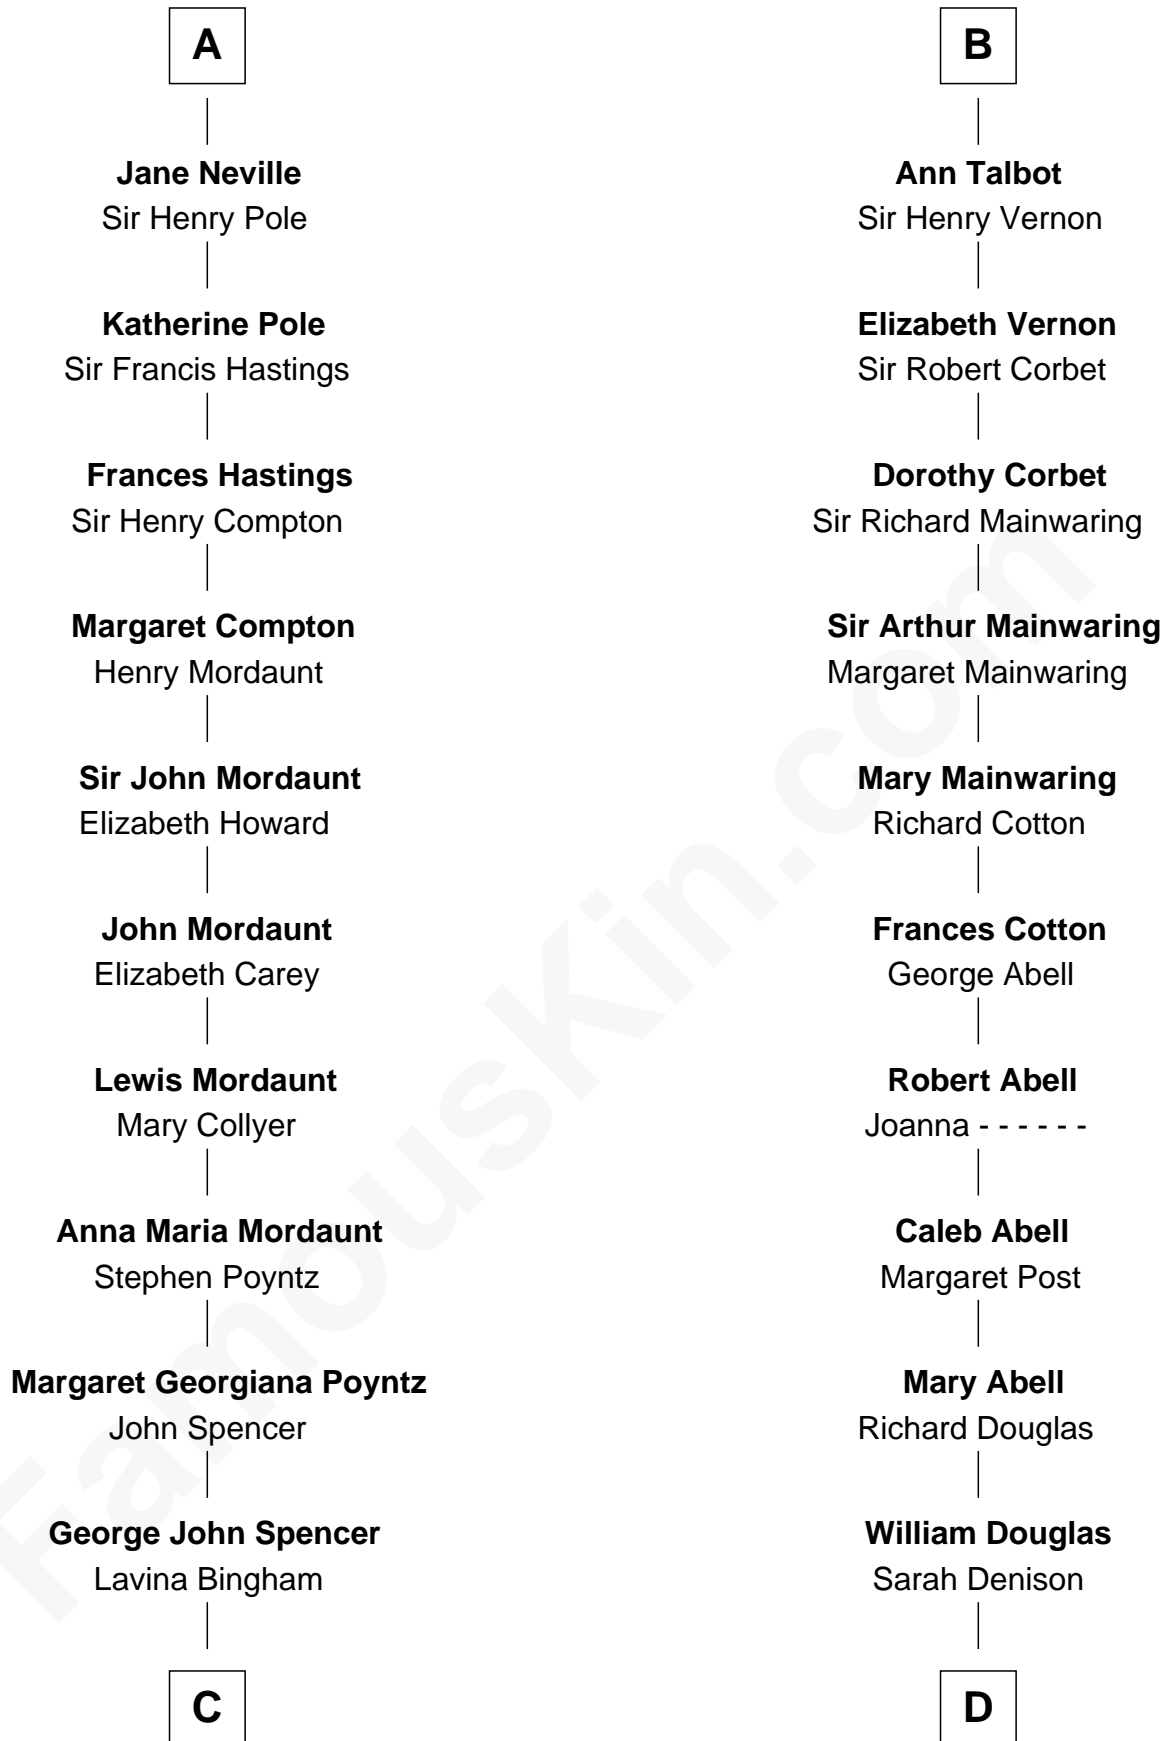 A
Jane Neville
Sir Henry Pole
Katherine Pole
Sir Francis Hastings
Frances Hastings
Sir Henry Compton
Margaret Compton
Henry Mordaunt
Sir John Mordaunt
Elizabeth Howard
John Mordaunt
Elizabeth Carey
Lewis Mordaunt
Mary Collyer
Anna Maria Mordaunt
Stephen Poyntz
Margaret Georgiana Poyntz
John Spencer
George John Spencer
Lavina Bingham
C
B
Ann Talbot
Sir Henry Vernon
Elizabeth Vernon
Sir Robert Corbet
Dorothy Corbet
Sir Richard Mainwaring
Sir Arthur Mainwaring
Margaret Mainwaring
Mary Mainwaring
Richard Cotton
Frances Cotton
George Abell
Robert Abell
Joanna - - - - - -
Caleb Abell
Margaret Post
Mary Abell
Richard Douglas
William Douglas
Sarah Denison
D
FamousKin.com